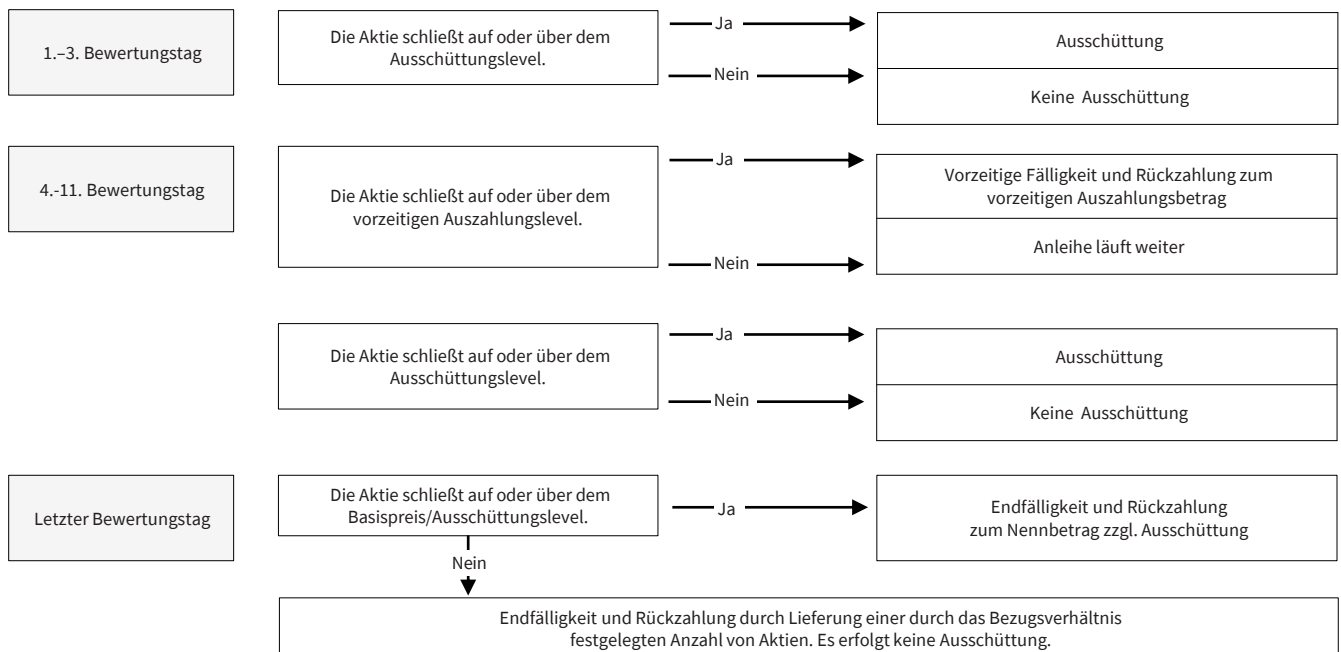 1.–3. Bewertungstag
Die Aktie schließt auf oder über dem
Ausschüttungslevel.
Ja
Nein
Ausschüttung
Keine Ausschüttung
4.-11. Bewertungstag
Die Aktie schließt auf oder über dem
vorzeitigen Auszahlungslevel.
Ja
Nein
Vorzeitige Fälligkeit und Rückzahlung zum
vorzeitigen Auszahlungsbetrag
Anleihe läuft weiter
Die Aktie schließt auf oder über dem
Ausschüttungslevel.
Ja
Nein
Ausschüttung
Keine Ausschüttung
Letzter Bewertungstag
Die Aktie schließt auf oder über dem
Basispreis/Ausschüttungslevel.
Ja
Endfälligkeit und Rückzahlung
zum Nennbetrag zzgl. Ausschüttung
Nein
Endfälligkeit und Rückzahlung durch Lieferung einer durch das Bezugsverhältnis
festgelegten Anzahl von Aktien. Es erfolgt keine Ausschüttung.